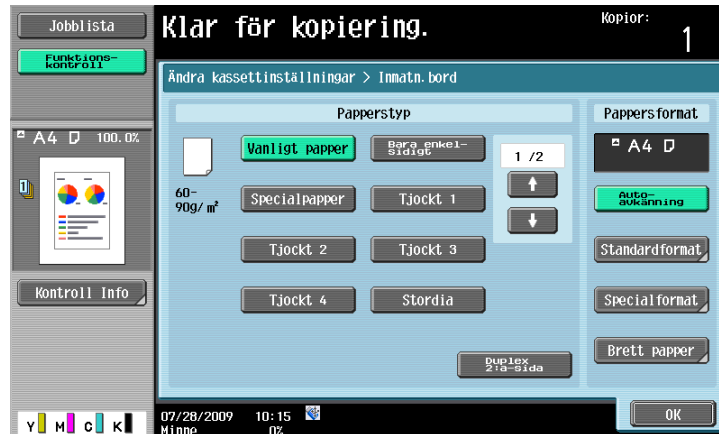 Jobblista
Klar för kopiering.
Kopior:
1
Funktions-
kontroll
Ändra kassettinställningar > Inmatn.bord
Papperstyp
Pappersformat
A4 100.0%
Vanligt papper
Bara enkel-
sidigt
1 /2
A4
60-
90g/m²
Specialpapper
Tjockt 1
Auto-
avkänning
1
Tjockt 2
Tjockt 3
Standardformat
Kontroll Info
Tjockt 4
Stordia
Specialformat
Duplex
2:a-sida
Brett papper
Y M C K
07/28/2009 10:15
OK
Minne 0%